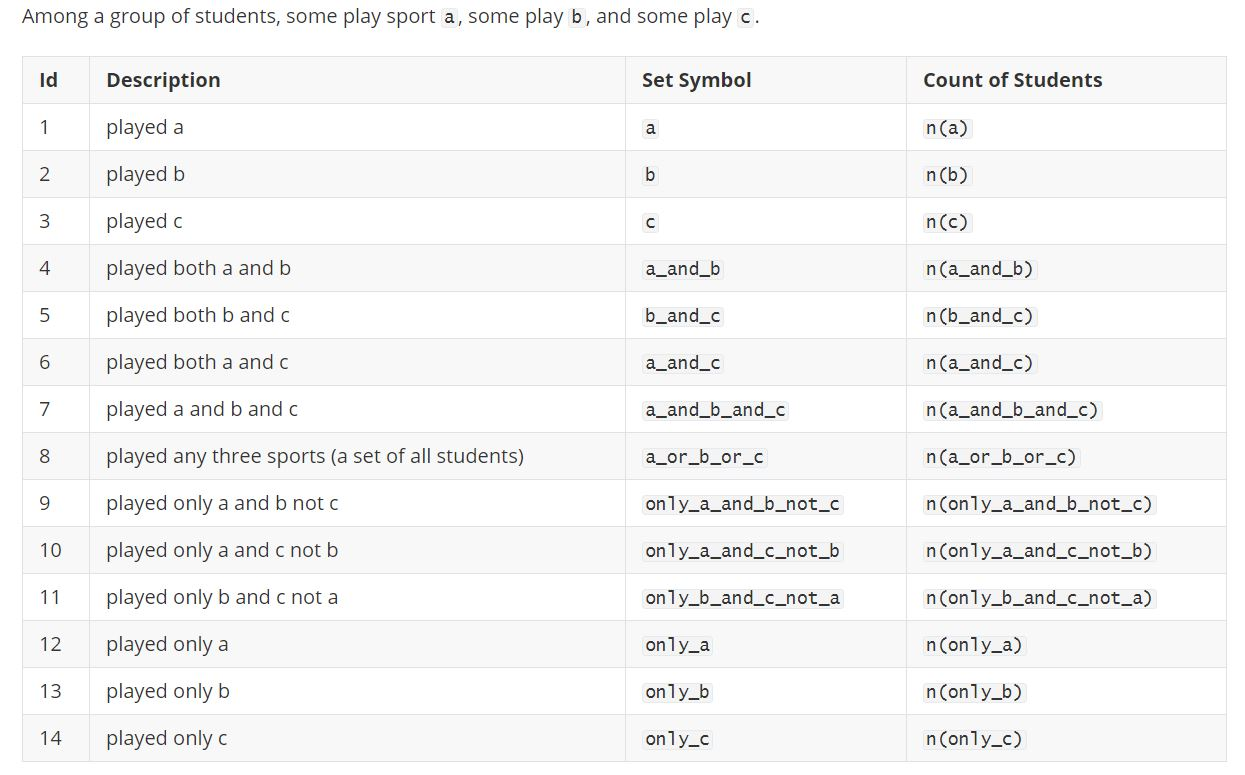 Among a group of students, some play sport a, some play b, and some play c.
Id Description Set Symbol Count of Students
1 played a a n(a)
2 played b b n(b)
3 played c c n(c)
4 played both a and b a_and_b n(a_and_b)
5 played both b and c b_and_c n(b_and_c)
6 played both a and c a_and_c n(a_and_c)
7 played a and b and c a_and_b_and_c n(a_and_b_and_c)
8 played any three sports (a set of all students) a_or_b_or_c n(a_or_b_or_c)
9 played only a and b not c only_a_and_b_not_c n(only_a_and_b_not_c)
10 played only a and c not b only_a_and_c_not_b n(only_a_and_c_not_b)
11 played only b and c not a only_b_and_c_not_a n(only_b_and_c_not_a)
12 played only a only_a n(only_a)
13 played only b only_b n(only_b)
14 played only c only_c n(only_c)